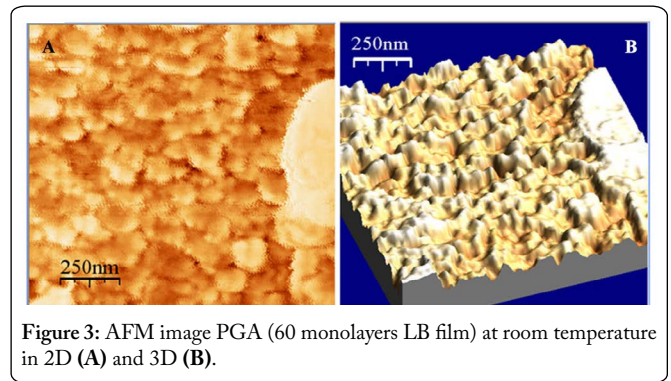 A
250nm
B
250nm
Figure 3: AFM image PGA (60 monolayers LB film) at room temperature
in 2D (A) and 3D (B).